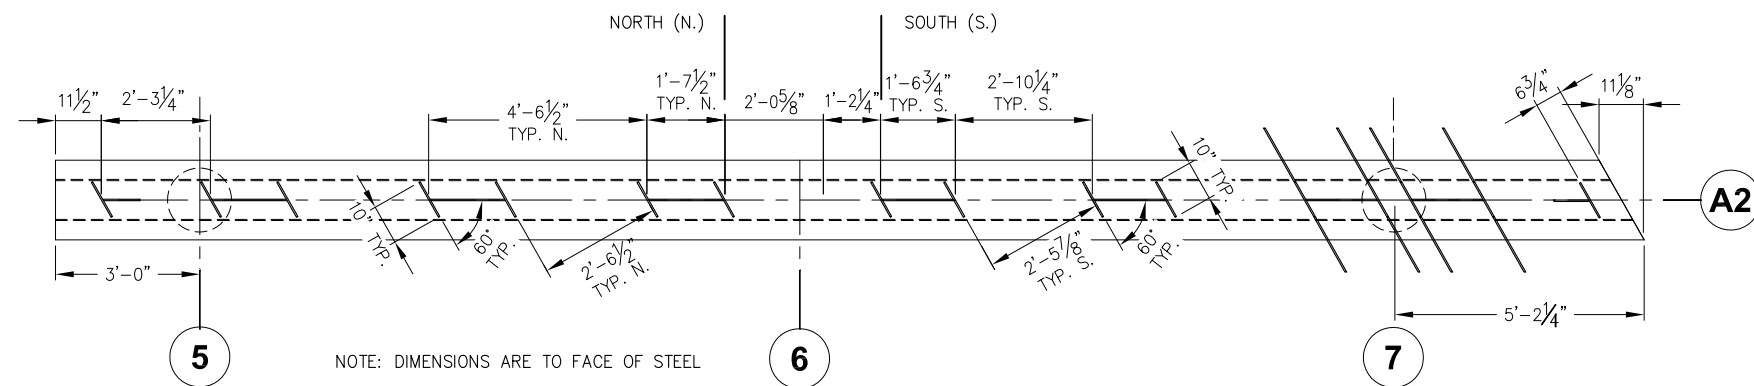 NORTH (N.)
SOUTH (S.)
11½"
2'-3¼"
4'-6½"
TYP. N.
1'-7½"
TYP. N.
2'-0⅝"
1'-2¼"
1'-6¾"
TYP. S.
2'-10¼"
TYP. S.
6¾"
11⅛"
10"
TYP.
60°
TYP.
2'-6½"
TYP. N.
2'-5⅞"
TYP. S.
60°
TYP.
10"
TYP.
A2
3'-0"
5'-2¼"
5
NOTE: DIMENSIONS ARE TO FACE OF STEEL
6
7